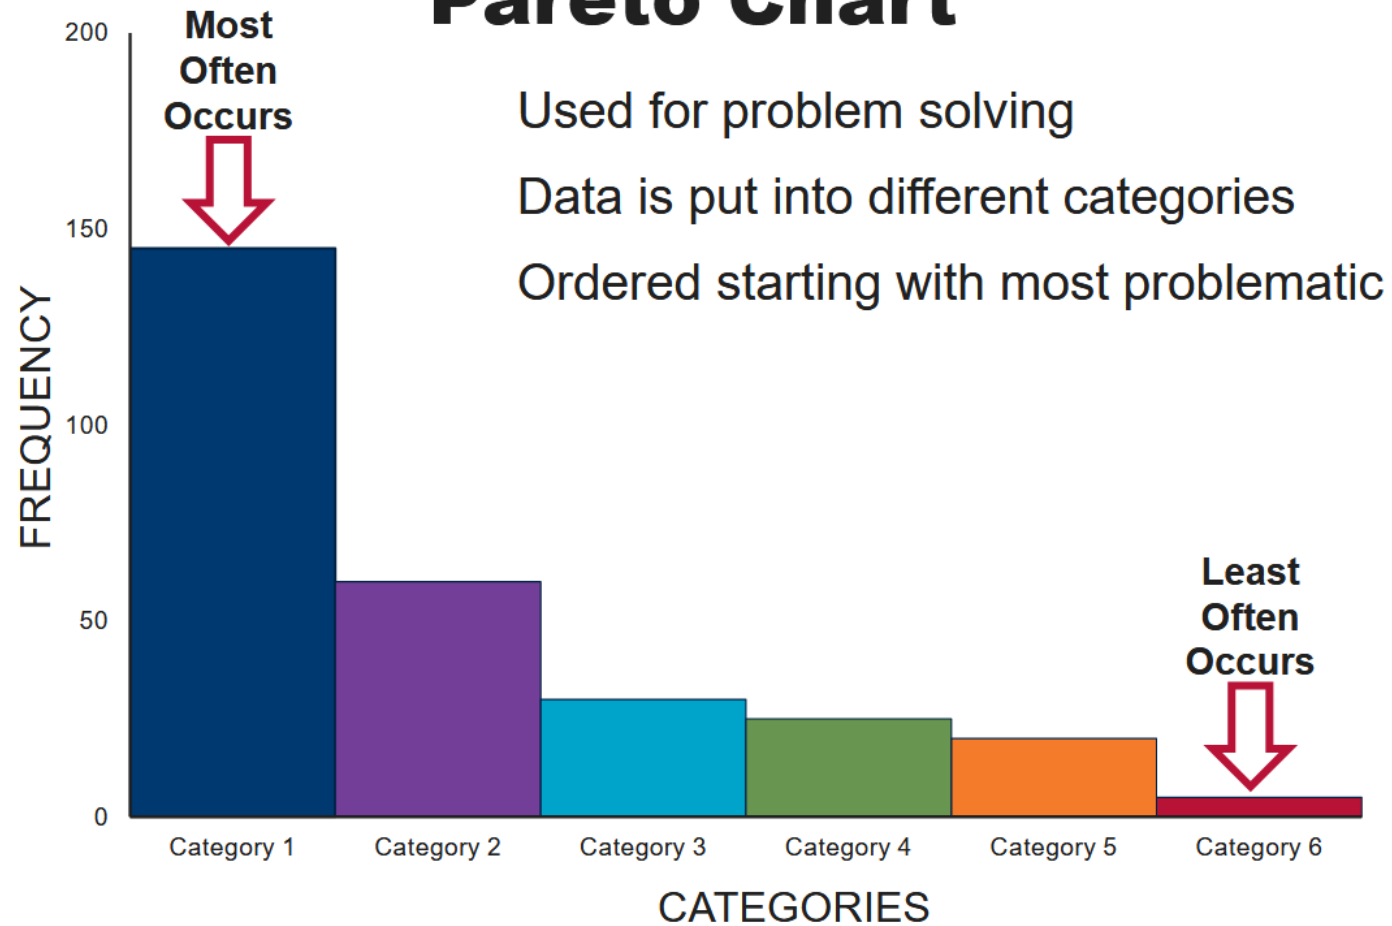 Pareto Chart
Most
Often
Occurs
Used for problem solving
Data is put into different categories
Ordered starting with most problematic
200
150
100
50
0
FREQUENCY
Least
Often
Occurs
Category 1
Category 2
Category 3
Category 4
Category 5
Category 6
CATEGORIES